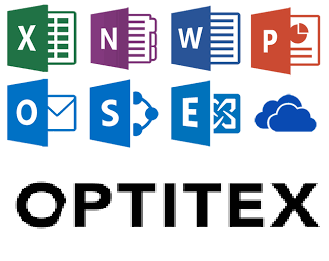 X N W P
O S E
OPTITEX